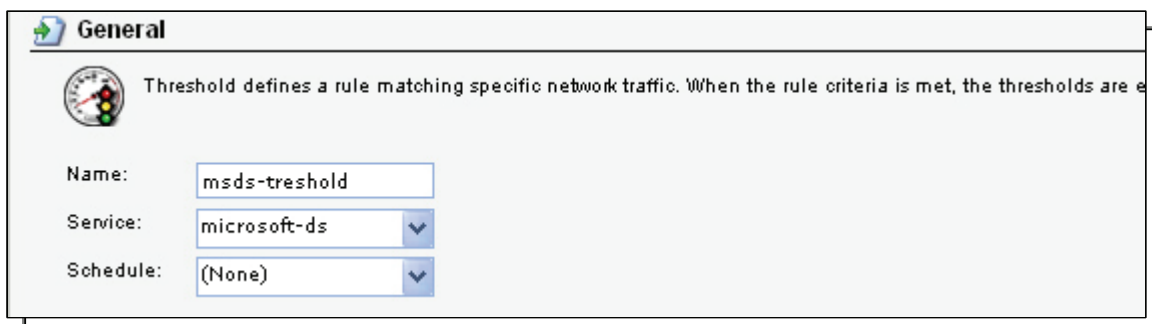 General
Threshold defines a rule matching specific network traffic. When the rule criteria is met, the thresholds are e
Name: msds-treshold
Service: microsoft-ds
Schedule: (None)